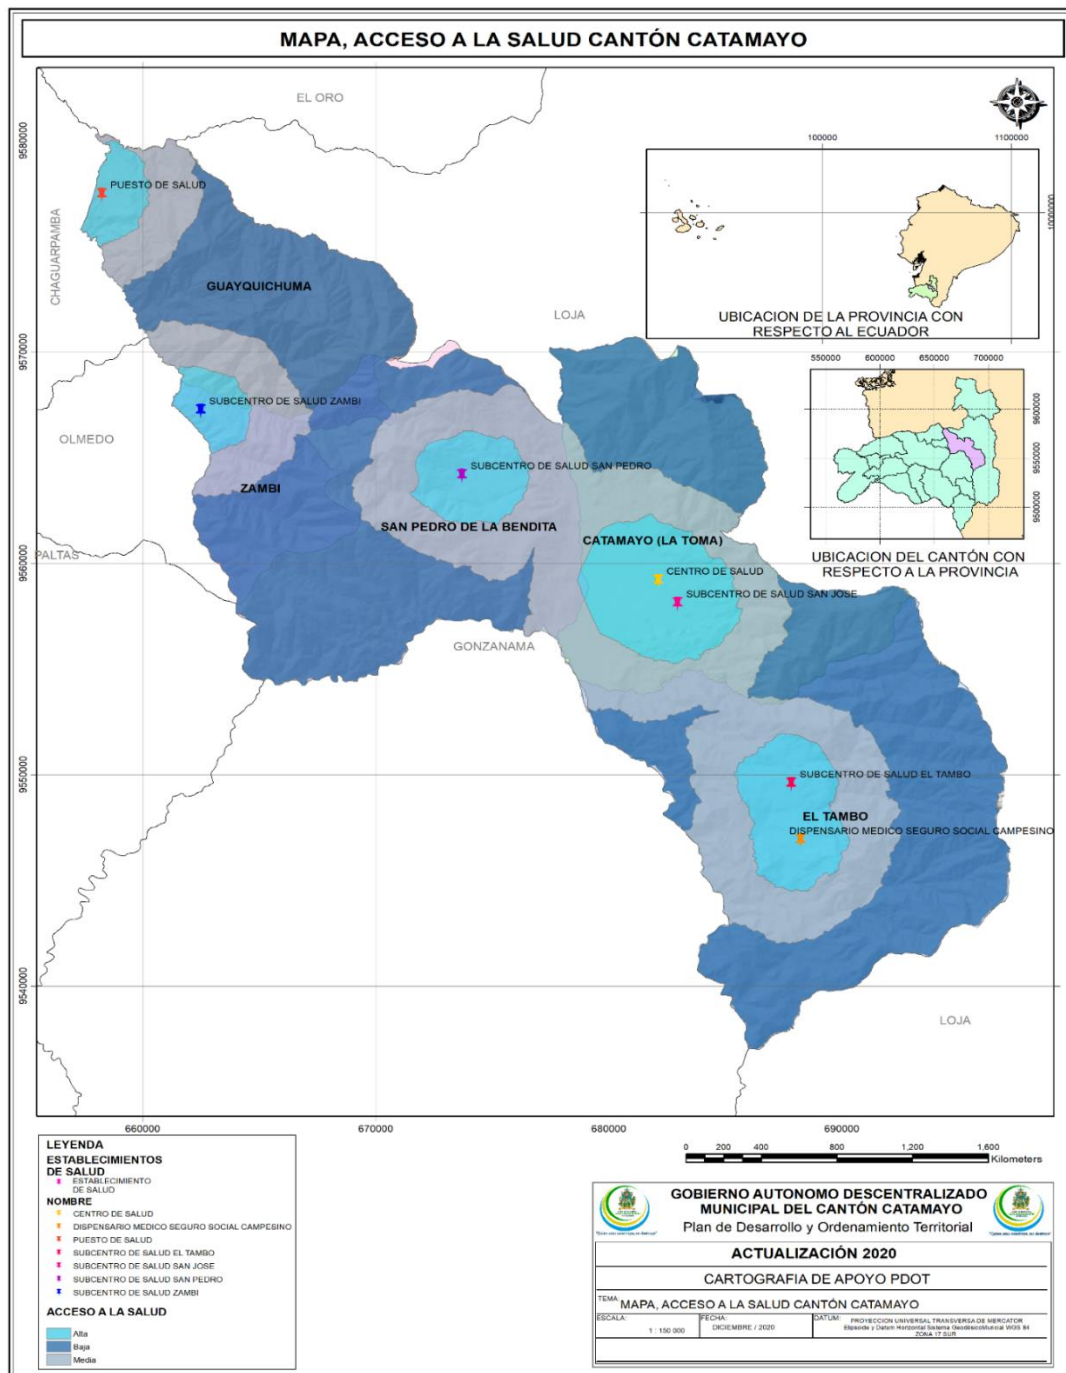 MAPA, ACCESO A LA SALUD CANTÓN CATAMAYO
EL ORO
100000
1100000
9580000
PUESTO DE SALUD
CHAGUARPAMBA
GUAYQUICHUMA
LOJA
UBICACION DE LA PROVINCIA CON
RESPECTO AL ECUADOR
9570000
550000
600000
650000
700000
9600000
SUBCENTRO DE SALUD ZAMBI
OLMEDO
9550000
SUBCENTRO DE SALUD SAN PEDRO
ZAMBI
9500000
SAN PEDRO DE LA BENDITA
CATAMAYO (LA TOMA)
PALTAS
UBICACION DEL CANTÓN CON
RESPECTO A LA PROVINCIA
9560000
CENTRO DE SALUD
SUBCENTRO DE SALUD SAN JOSE
GONZANAMA
9550000
SUBCENTRO DE SALUD EL TAMBO
EL TAMBO
DISPENSARIO MEDICO SEGURO SOCIAL CAMPESINO
9540000
LOJA
660000
670000
680000
690000
LEYENDA
ESTABLECIMIENTOS
DE SALUD
ESTABLECIMIENTO
DE SALUD
NOMBRE
CENTRO DE SALUD
DISPENSARIO MEDICO SEGURO SOCIAL CAMPESINO
PUESTO DE SALUD
SUBCENTRO DE SALUD EL TAMBO
SUBCENTRO DE SALUD SAN JOSE
SUBCENTRO DE SALUD SAN PEDRO
SUBCENTRO DE SALUD ZAMBI
ACCESO A LA SALUD
Alta
Baja
Media
0 200 400 800 1,200 1,600
Kilometers
GOBIERNO AUTONOMO DESCENTRALIZADO
MUNICIPAL DEL CANTÓN CATAMAYO
Plan de Desarrollo y Ordenamiento Territorial
ACTUALIZACIÓN 2020
CARTOGRAFIA DE APOYO PDOT
TEMA: MAPA, ACCESO A LA SALUD CANTÓN CATAMAYO
ESCALA: 1 : 150 000
FECHA: DICIEMBRE / 2020
DATUM: PROYECCION UNIVERSAL TRANSVERSA DE MERCATOR
ZONA 17 SUR